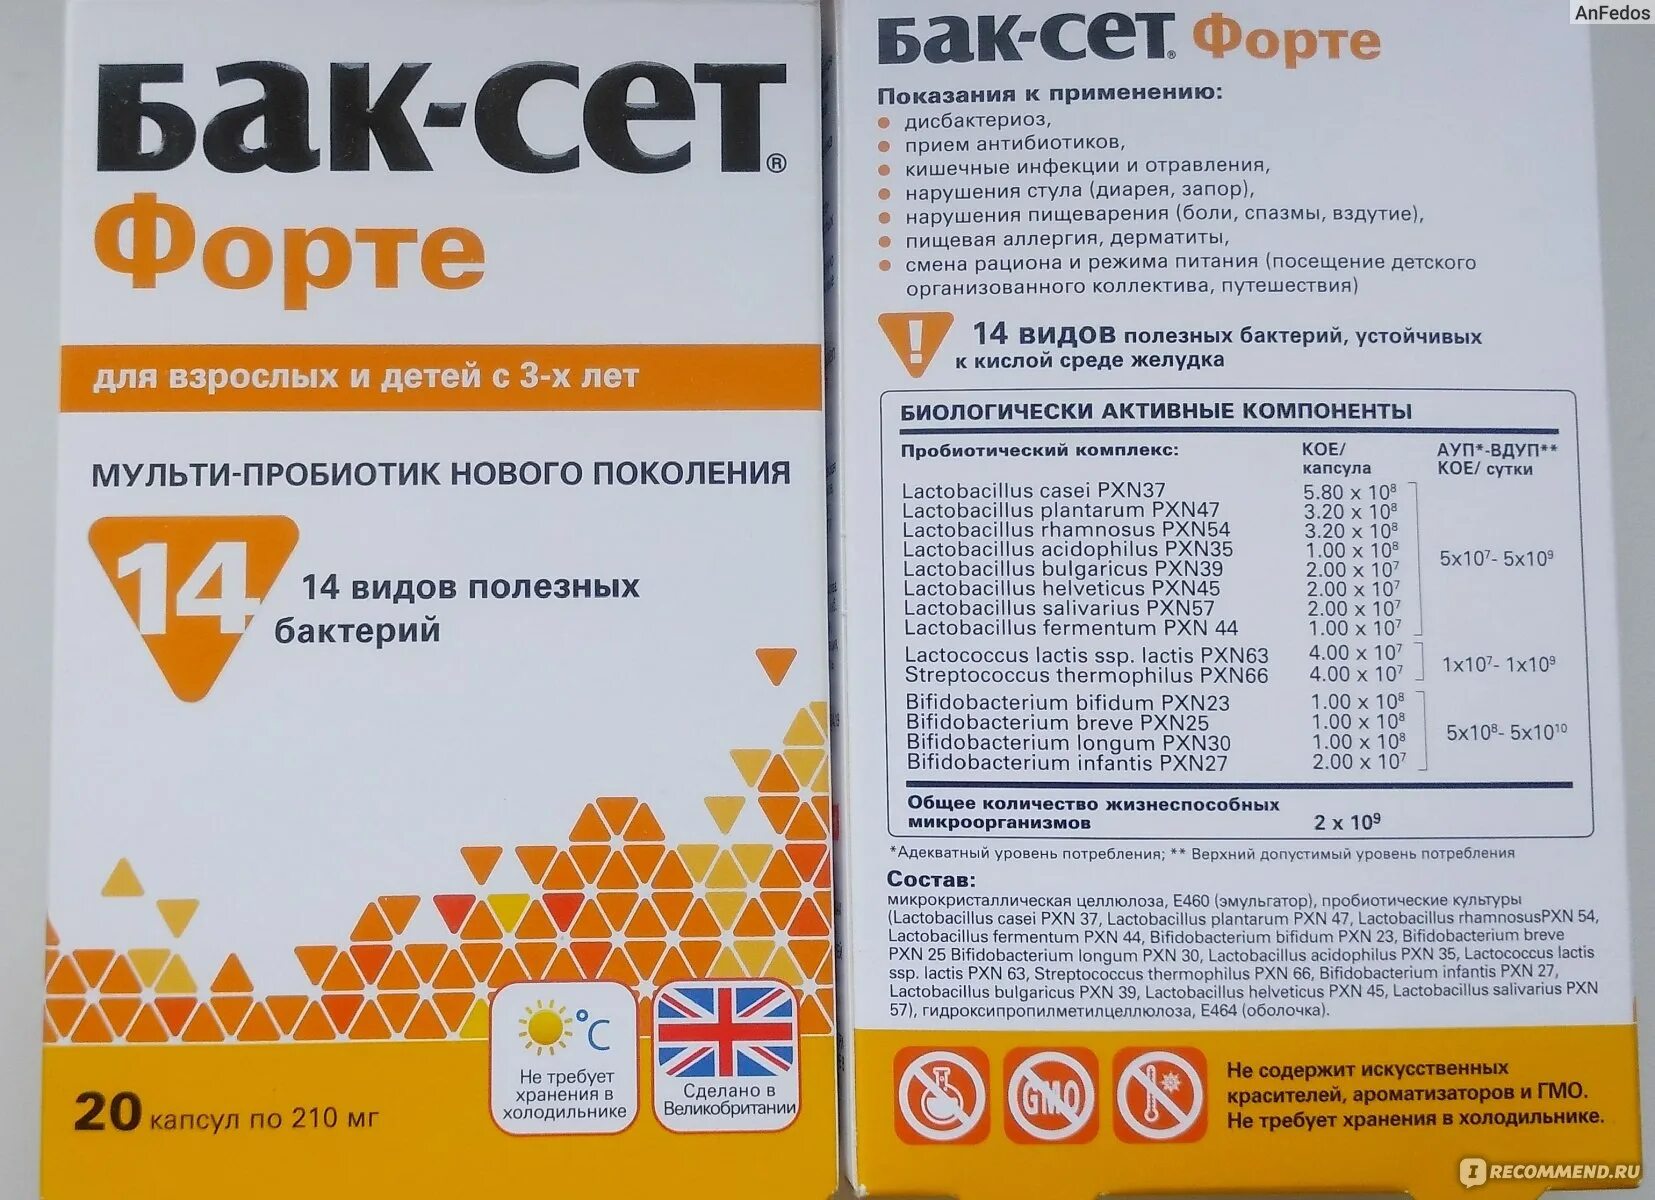 AnFedos
Бак-сет®
Форте
для взрослых и детей с 3-х лет
МУЛЬТИ-ПРОБИОТИК НОВОГО ПОКОЛЕНИЯ
14
14 видов полезных
бактерий
°C
Не требует
хранения в
холодильнике
Сделано в
Великобритании
20 капсул по 210 мг
Бак-сет® Форте
Показания к применению:
дисбактериоз,
прием антибиотиков,
кишечные инфекции и отравления,
нарушения стула (диарея, запор),
нарушения пищеварения (боли, спазмы, вздутие),
пищевая аллергия, дерматиты,
смена рациона и режима питания (посещение детского
организованного коллектива, путешествия)
! 14 видов полезных бактерий, устойчивых
к кислой среде желудка
БИОЛОГИЧЕСКИ АКТИВНЫЕ КОМПОНЕНТЫ
Пробиотический комплекс: КОЕ/ капсула АУП*-ВДУП** КОЕ/ сутки
Lactobacillus casei PXN37 5.80 x 10⁸
Lactobacillus plantarum PXN47 3.20 x 10⁸
Lactobacillus rhamnosus PXN54 3.20 x 10⁸
Lactobacillus acidophilus PXN35 1.00 x 10⁸
Lactobacillus bulgaricus PXN39 2.00 x 10⁷ 5x10⁷- 5x10⁹
Lactobacillus helveticus PXN45 2.00 x 10⁷
Lactobacillus salivarius PXN57 2.00 x 10⁷
Lactobacillus fermentum PXN 44 1.00 x 10⁷
Lactococcus lactis ssp. lactis PXN63 4.00 x 10⁷ 1x10⁷- 1x10⁹
Streptococcus thermophilus PXN66 4.00 x 10⁷
Bifidobacterium bifidum PXN23 1.00 x 10⁸
Bifidobacterium breve PXN25 1.00 x 10⁸ 5x10⁸- 5x10¹⁰
Bifidobacterium longum PXN30 1.00 x 10⁸
Bifidobacterium infantis PXN27 2.00 x 10⁷
Общее количество жизнеспособных
микроорганизмов 2 x 10⁹
*Адекватный уровень потребления; ** Верхний допустимый уровень потребления
Состав:
микрокристаллическая целлюлоза, Е460 (эмульгатор), пробиотические культуры
(Lactobacillus casei PXN 37, Lactobacillus plantarum PXN 47, Lactobacillus rhamnosusPXN 54,
Lactobacillus fermentum PXN 44, Bifidobacterium bifidum PXN 23, Bifidobacterium breve
PXN 25 Bifidobacterium longum PXN 30, Lactobacillus acidophilus PXN 35, Lactococcus lactis
ssp. lactis PXN 63, Streptococcus thermophilus PXN 66, Bifidobacterium infantis PXN 27,
Lactobacillus bulgaricus PXN 39, Lactobacillus helveticus PXN 45, Lactobacillus salivarius PXN
57), гидроксипропилметилцеллюлоза, Е464 (оболочка).
GMO
Не содержит искусственных
красителей, ароматизаторов и ГМО.
Не требует хранения в холодильнике.
IRECOMMEND.RU